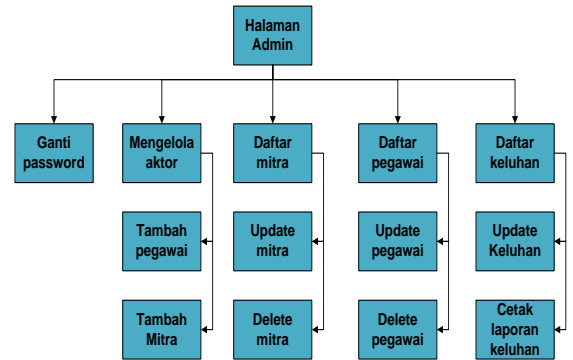 Halaman
Admin
Ganti
password
Mengelola
aktor
Daftar
mitra
Daftar
pegawai
Daftar
keluhan
Tambah
pegawai
Update
mitra
Update
pegawai
Update
Keluhan
Tambah
Mitra
Delete
mitra
Delete
pegawai
Cetak
laporan
keluhan